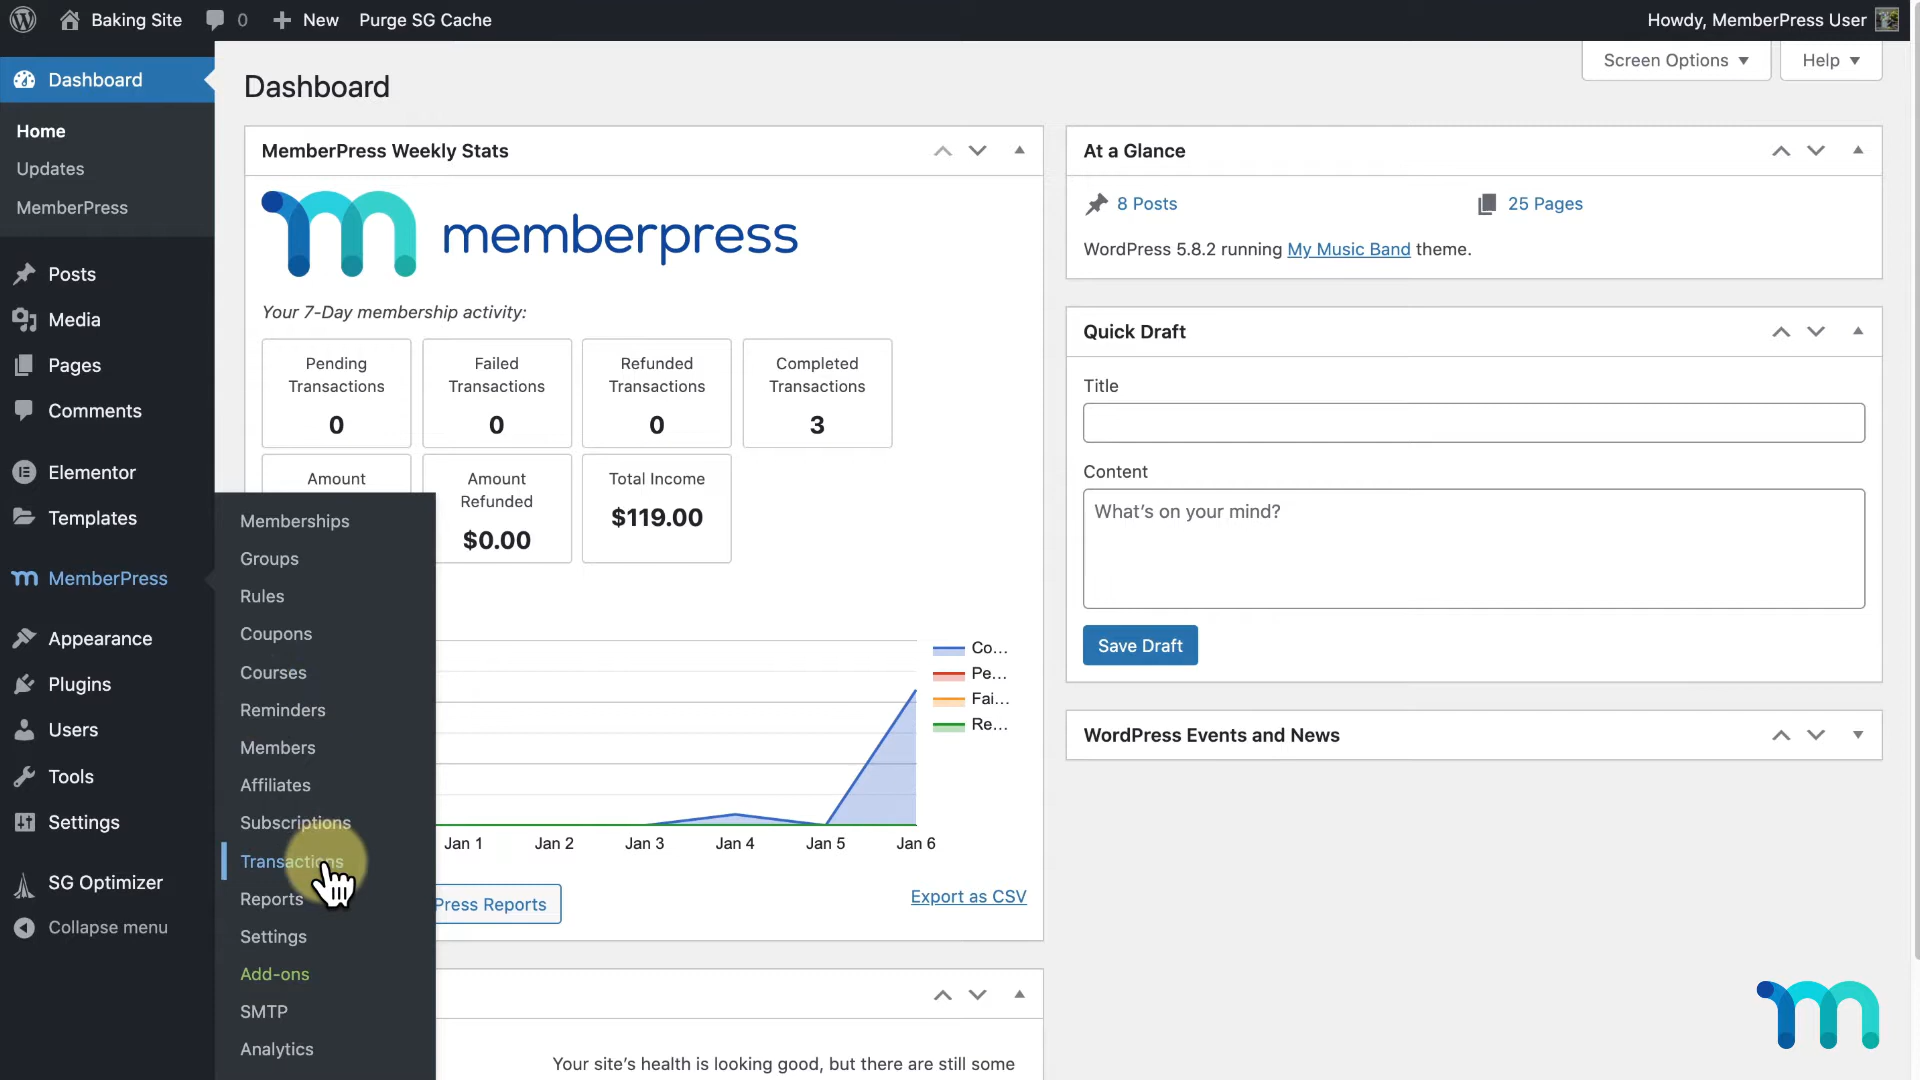 Baking Site
0
New
Purge SG Cache
Howdy, MemberPress User
Dashboard
Home
Updates
MemberPress
Posts
Media
Pages
Comments
Elementor
Templates
MemberPress
Appearance
Plugins
Users
Tools
Settings
SG Optimizer
Collapse menu
Memberships
Groups
Rules
Coupons
Courses
Reminders
Members
Affiliates
Subscriptions
Transactions
Reports
Settings
Add-ons
SMTP
Analytics
Screen Options
Help
Dashboard
MemberPress Weekly Stats
memberpress
Your 7-Day membership activity:
Pending
Transactions
0
Failed
Transactions
0
Refunded
Transactions
0
Completed
Transactions
3
Amount
Amount
Refunded
$0.00
Total Income
$119.00
Co...
Pe...
Fai...
Re...
Jan 1
Jan 2
Jan 3
Jan 4
Jan 5
Jan 6
Press Reports
Export as CSV
Your site's health is looking good, but there are still some
At a Glance
8 Posts
25 Pages
WordPress 5.8.2 running My Music Band theme.
Quick Draft
Title
Content
What's on your mind?
Save Draft
WordPress Events and News